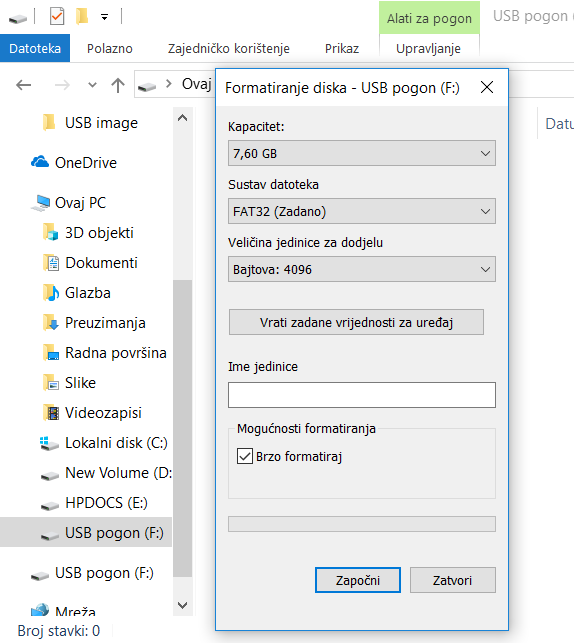 Alati za pogon
USB pogon (
Datoteka
Polazno
Zajedničko korištenje
Prikaz
Upravljanje
Ovaj
Datu
USB image
OneDrive
Ovaj PC
3D objekti
Dokumenti
Glazba
Preuzimanja
Radna površina
Slike
Videozapisi
Lokalni disk (C:)
New Volume (D:
HPDOCS (E:)
USB pogon (F:)
USB pogon (F:)
Mreža
Broj stavki: 0
Formatiranje diska - USB pogon (F:)
Kapacitet:
7,60 GB
Sustav datoteka
FAT32 (Zadano)
Veličina jedinice za dodjelu
Bajtova: 4096
Vrati zadane vrijednosti za uređaj
Ime jedinice
Mogućnosti formatiranja
Brzo formatiraj
Započni
Zatvori